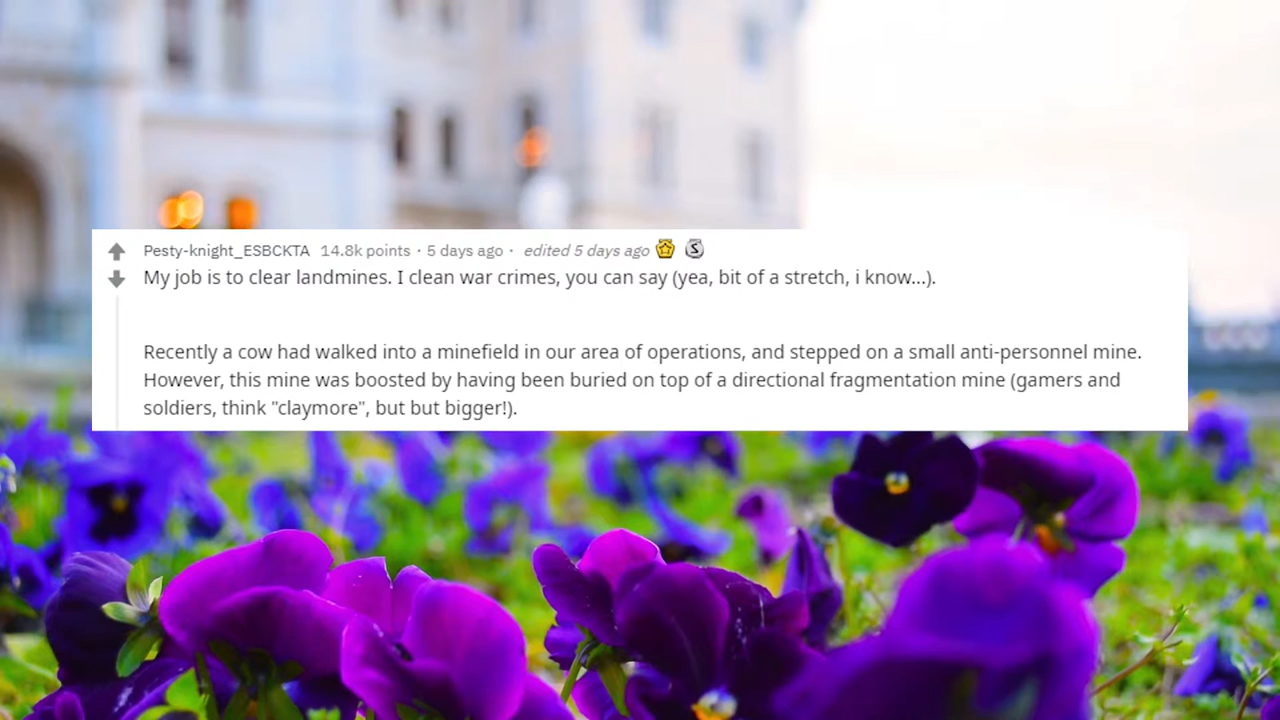 Pesty-knight_ESBCKTA 14.8k points · 5 days ago · edited 5 days ago
My job is to clear landmines. I clean war crimes, you can say (yea, bit of a stretch, i know...).
Recently a cow had walked into a minefield in our area of operations, and stepped on a small anti-personnel mine.
However, this mine was boosted by having been buried on top of a directional fragmentation mine (gamers and
soldiers, think "claymore", but but bigger!).